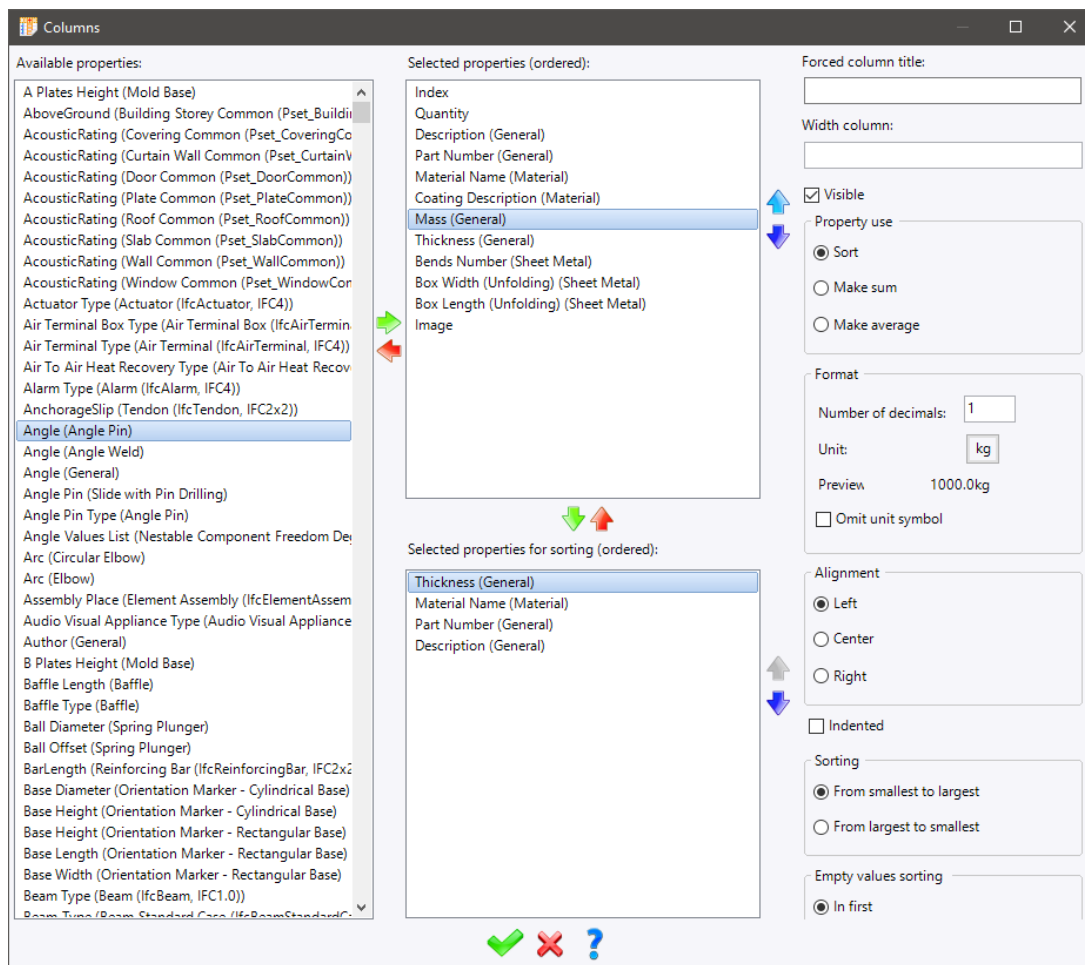 Columns
Available properties:
A Plates Height (Mold Base)
AboveGround (Building Storey Common (Pset_Buildi
AcousticRating (Covering Common (Pset_CoveringCo
AcousticRating (Curtain Wall Common (Pset_CurtainV
AcousticRating (Door Common (Pset_DoorCommon))
AcousticRating (Plate Common (Pset_PlateCommon))
AcousticRating (Roof Common (Pset_RoofCommon))
AcousticRating (Slab Common (Pset_SlabCommon))
AcousticRating (Wall Common (Pset_WallCommon))
AcousticRating (Window Common (Pset_WindowCon
Actuator Type (Actuator (IfcActuator, IFC4))
Air Terminal Box Type (Air Terminal Box (IfcAirTermin
Air Terminal Type (Air Terminal (IfcAirTerminal, IFC4))
Air To Air Heat Recovery Type (Air To Air Heat Recov
Alarm Type (Alarm (IfcAlarm, IFC4))
AnchorageSlip (Tendon (IfcTendon, IFC2x2))
Angle (Angle Pin)
Angle (Angle Weld)
Angle (General)
Angle Pin (Slide with Pin Drilling)
Angle Pin Type (Angle Pin)
Angle Values List (Nestable Component Freedom De
Arc (Circular Elbow)
Arc (Elbow)
Assembly Place (Element Assembly (IfcElementAssem
Audio Visual Appliance Type (Audio Visual Appliance
Author (General)
B Plates Height (Mold Base)
Baffle Length (Baffle)
Baffle Type (Baffle)
Ball Diameter (Spring Plunger)
Ball Offset (Spring Plunger)
BarLength (Reinforcing Bar (IfcReinforcingBar, IFC2x2
Base Diameter (Orientation Marker - Cylindrical Base)
Base Height (Orientation Marker - Cylindrical Base)
Base Height (Orientation Marker - Rectangular Base)
Base Length (Orientation Marker - Rectangular Base)
Base Width (Orientation Marker - Rectangular Base)
Beam Type (Beam (IfcBeam, IFC1.0))
Beam Type (Beam Standard Case (IfcBeamStandardC
Selected properties (ordered):
Index
Quantity
Description (General)
Part Number (General)
Material Name (Material)
Coating Description (Material)
Mass (General)
Thickness (General)
Bends Number (Sheet Metal)
Box Width (Unfolding) (Sheet Metal)
Box Length (Unfolding) (Sheet Metal)
Image
Selected properties for sorting (ordered):
Thickness (General)
Material Name (Material)
Part Number (General)
Description (General)
Forced column title:
Width column:
Visible
Property use
Sort
Make sum
Make average
Format
Number of decimals: 1
Unit: kg
Preview 1000.0kg
Omit unit symbol
Alignment
Left
Center
Right
Indented
Sorting
From smallest to largest
From largest to smallest
Empty values sorting
In first